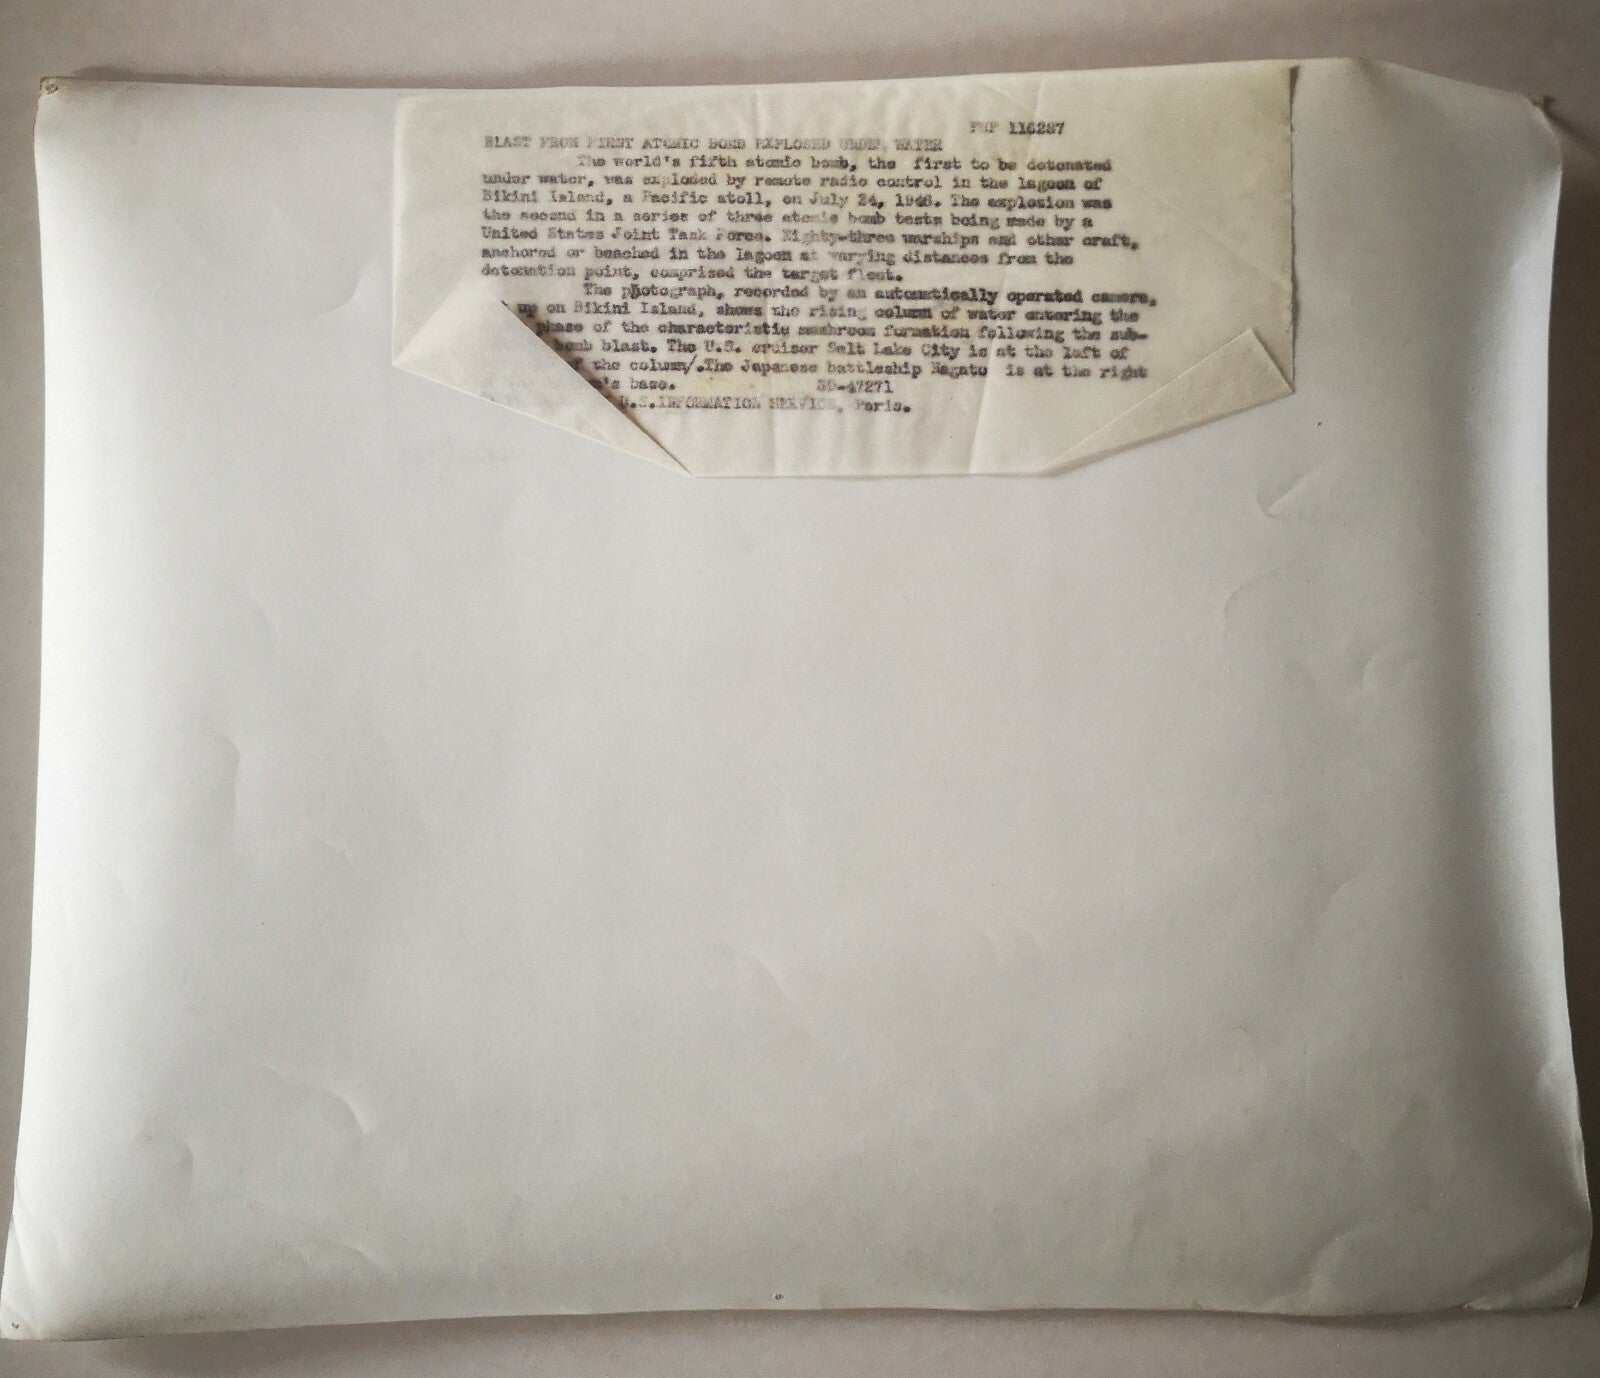 116287
BLAST FROM FIRST ATOMIC BOMB EXPLOSED UNDER WATER
The world's fifth atomic bomb, the first to be detonated
under water, was exploded by remote radio control in the lagoon of
Bikini Island, a Pacific atoll, on July 24, 1946. The explosion was
the second in a series of three atomic bomb tests being made by a
United States Joint Task Force. Eighty-three warships and other craft,
anchored or beached in the lagoon at varying distances from the
detonation point, comprised the target fleet.
The photograph, recorded by an automatically operated camera,
up on Bikini Island, shows the rising column of water entering the
phase of the characteristic mushroom formation following the sub-
bomb blast. The U.S. cruiser Salt Lake City is at the left of
the column/.The Japanese battleship Nagato is at the right
's base. 30-47271
U.S.INFORMATION SERVICE, Paris.